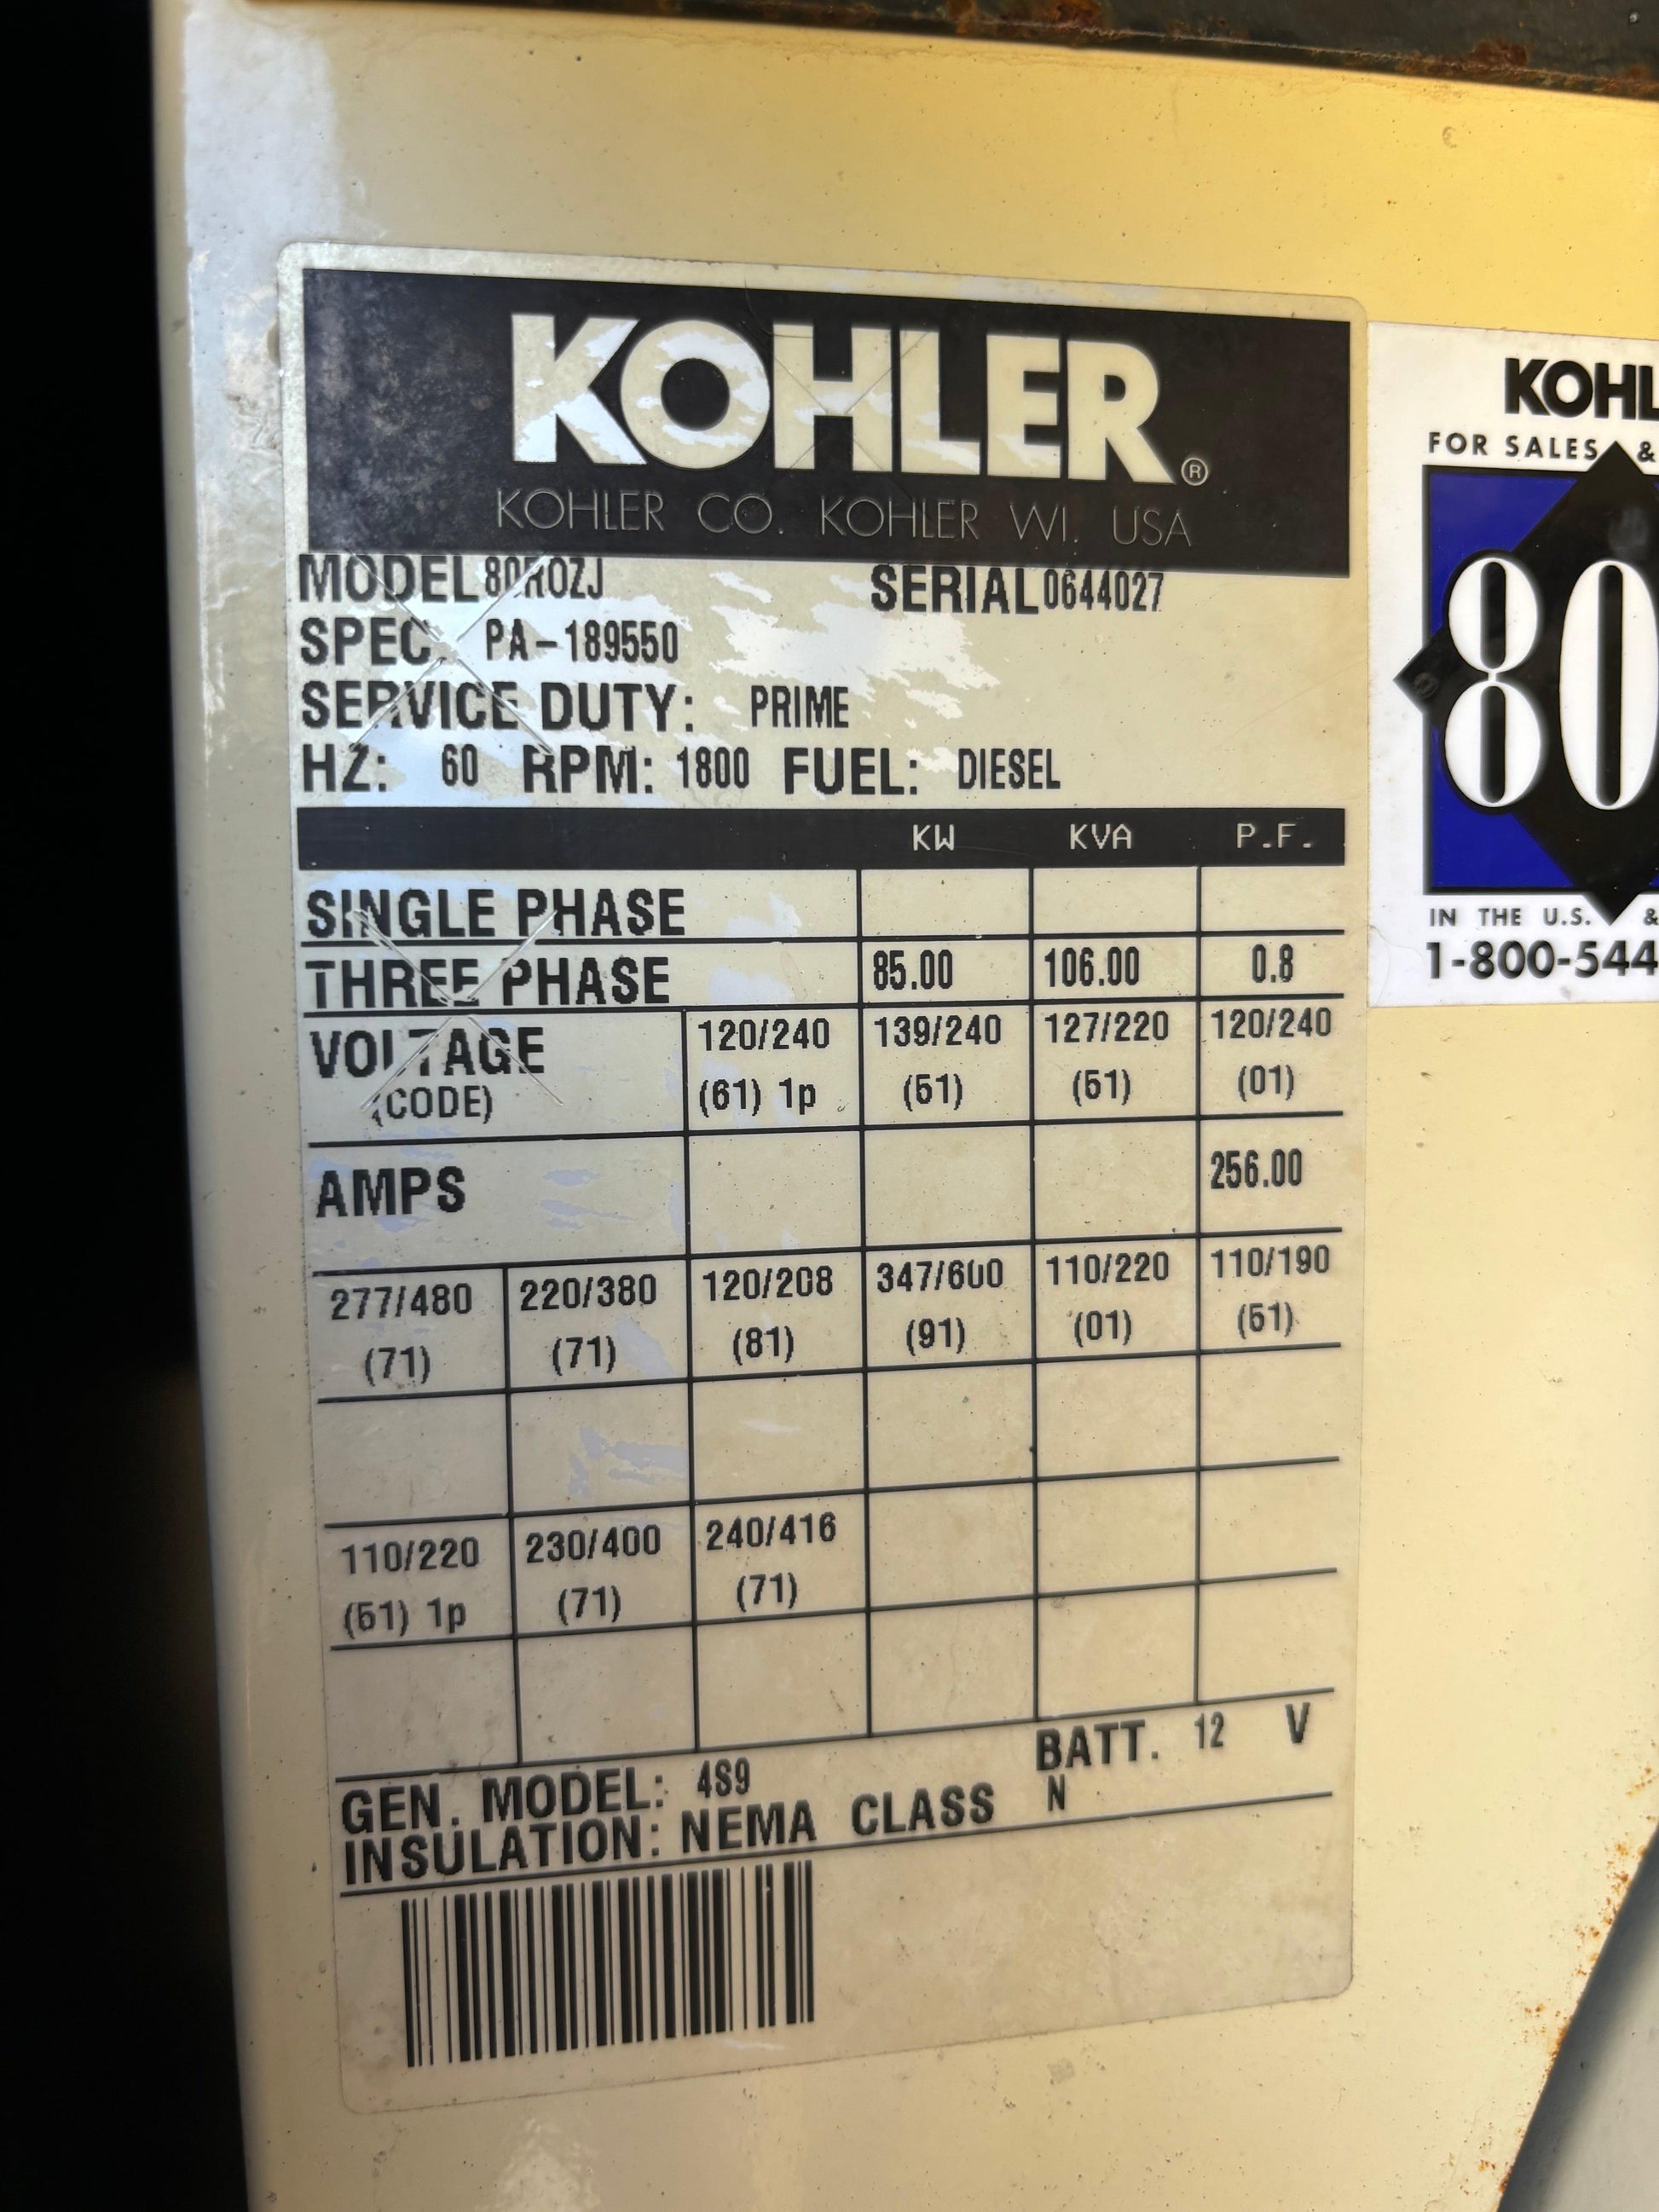 KOHLER®
KOHLER CO. KOHLER WI. USA
MODEL 80ROZJ SERIAL 0644027
SPEC. PA-189550
SERVICE DUTY: PRIME
HZ: 60 RPM: 1800 FUEL: DIESEL
KW KVA P.F.
SINGLE PHASE
THREE PHASE 85.00 106.00 0.8
VOLTAGE 120/240 139/240 127/220 120/240
(CODE) (61) 1p (51) (61) (01)
AMPS 256.00
277/480 220/380 120/208 347/600 110/220 110/190
(71) (71) (81) (91) (01) (61)
110/220 230/400 240/416
(61) 1p (71) (71)
GEN. MODEL: 4S9 BATT. 12 V
INSULATION: NEMA CLASS N
KOHL
FOR SALES &
80
IN THE U.S. &
1-800-544